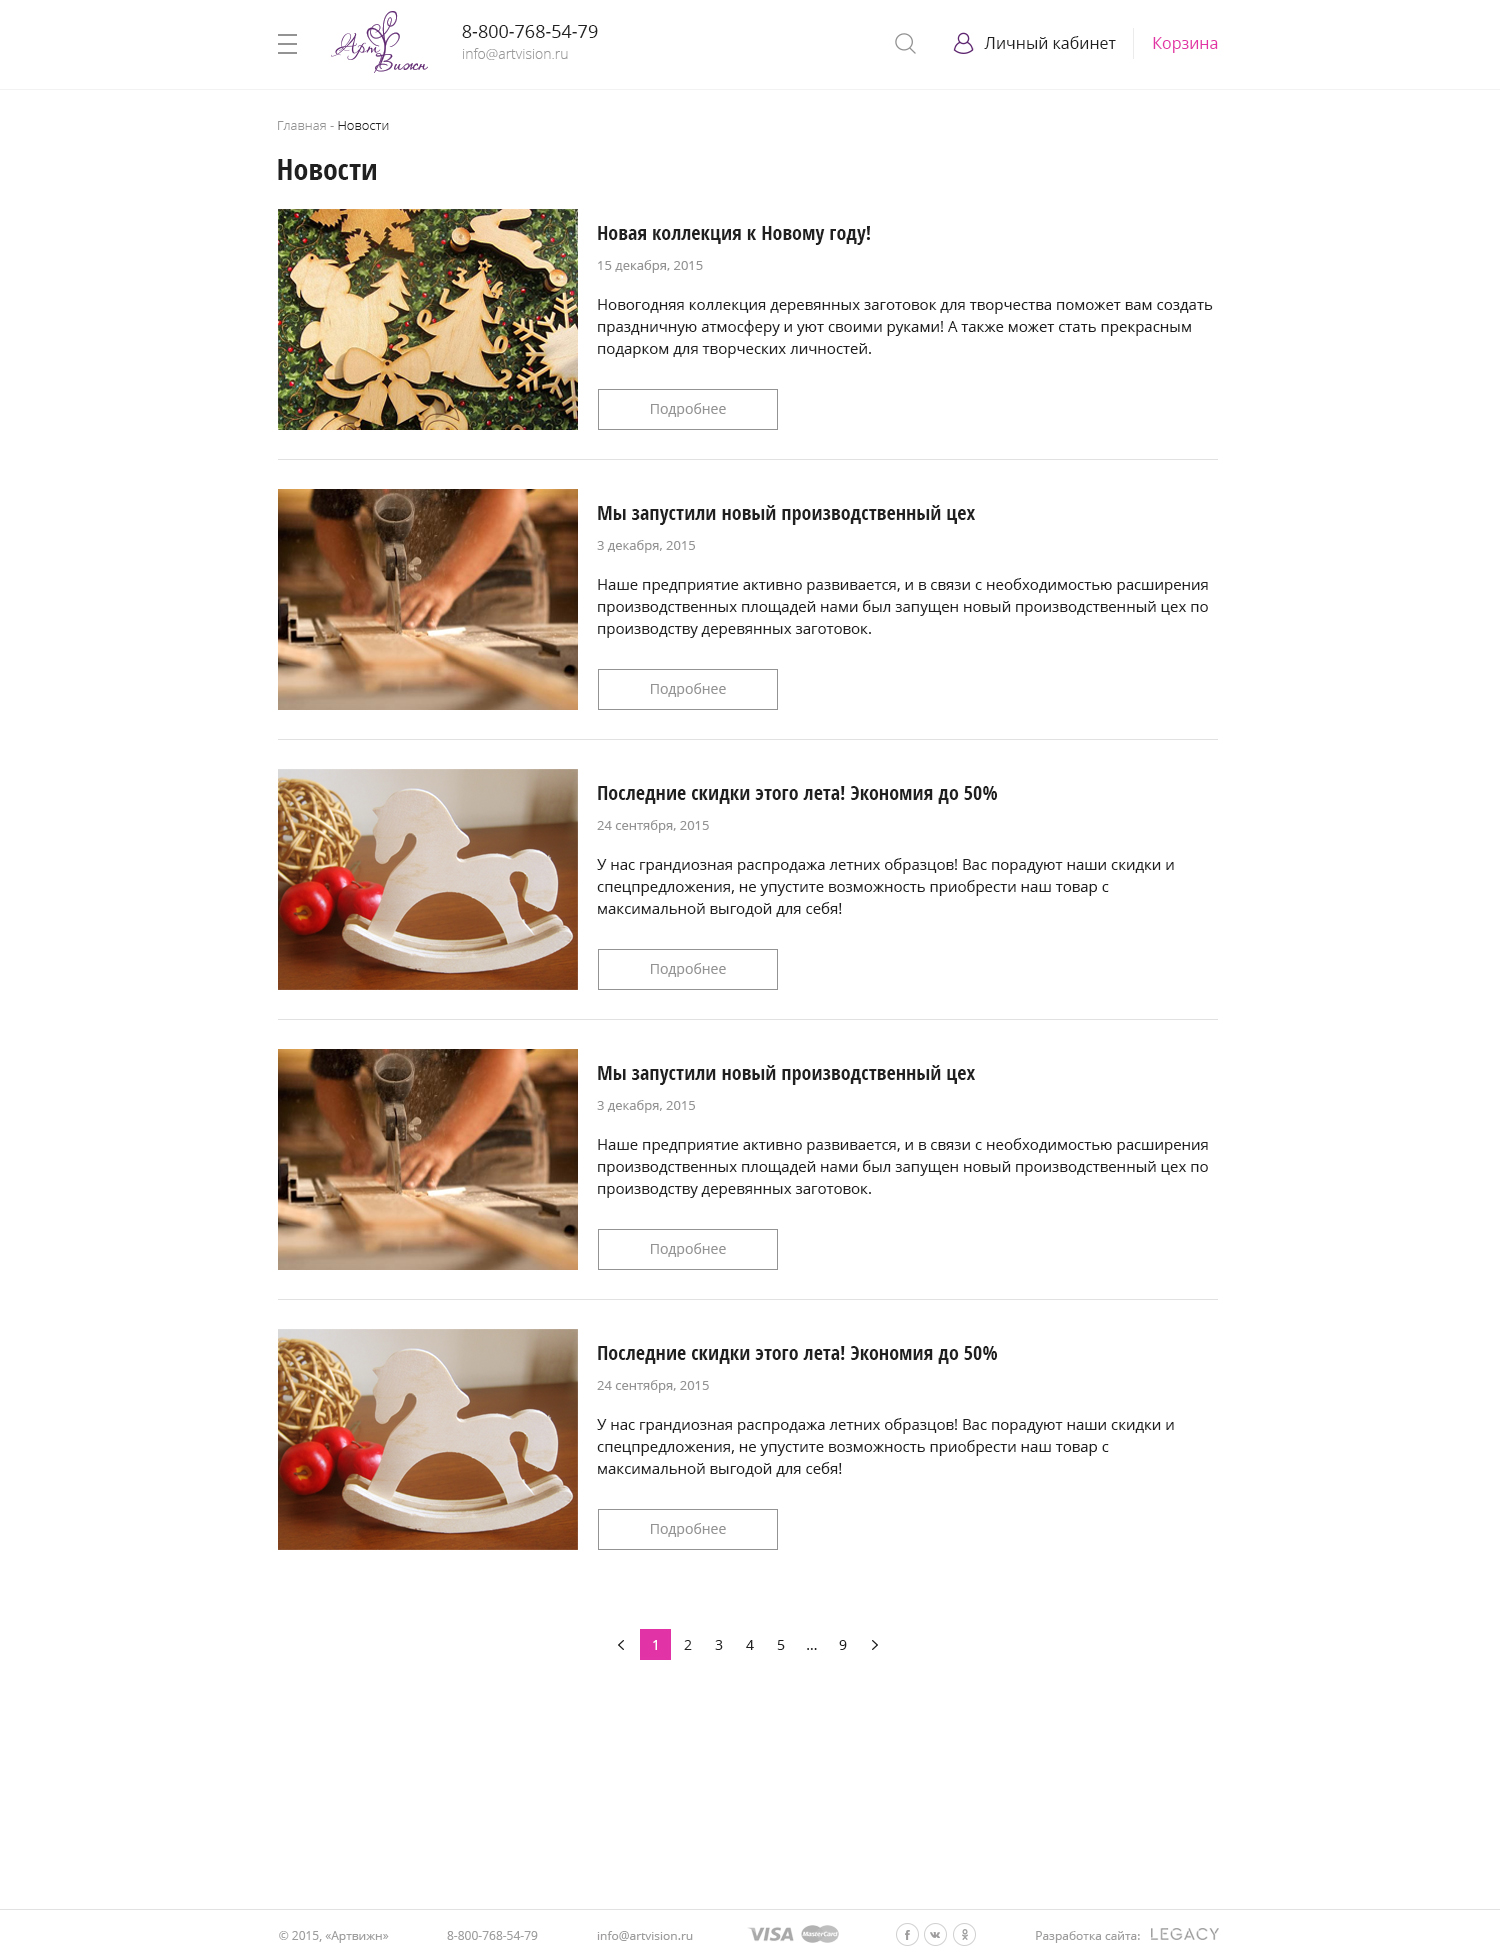 Арт Вижн
8-800-768-54-79
info@artvision.ru
Личный кабинет
Корзина
Главная - Новости
Новости
Новая коллекция к Новому году!
15 декабря, 2015
Новогодняя коллекция деревянных заготовок для творчества поможет вам создать
праздничную атмосферу и уют своими руками! А также может стать прекрасным
подарком для творческих личностей.
Подробнее
Мы запустили новый производственный цех
3 декабря, 2015
Наше предприятие активно развивается, и в связи с необходимостью расширения
производственных площадей нами был запущен новый производственный цех по
производству деревянных заготовок.
Подробнее
Последние скидки этого лета! Экономия до 50%
24 сентября, 2015
У нас грандиозная распродажа летних образцов! Вас порадуют наши скидки и
спецпредложения, не упустите возможность приобрести наш товар с
максимальной выгодой для себя!
Подробнее
Мы запустили новый производственный цех
3 декабря, 2015
Наше предприятие активно развивается, и в связи с необходимостью расширения
производственных площадей нами был запущен новый производственный цех по
производству деревянных заготовок.
Подробнее
Последние скидки этого лета! Экономия до 50%
24 сентября, 2015
У нас грандиозная распродажа летних образцов! Вас порадуют наши скидки и
спецпредложения, не упустите возможность приобрести наш товар с
максимальной выгодой для себя!
Подробнее
1 2 3 4 5 ... 9
© 2015, «Артвижн»
8-800-768-54-79
info@artvision.ru
VISA MasterCard
Разработка сайта: LEGACY